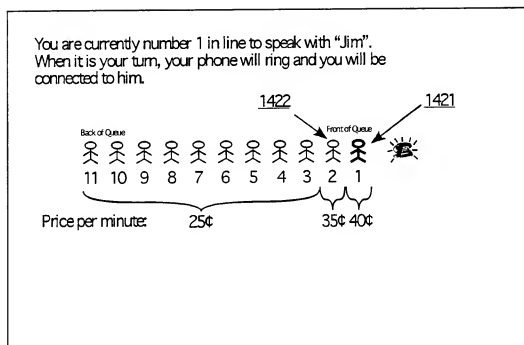 You are currently number 1 in line to speak with “Jim”.
When it is your turn, your phone will ring and you will be
connected to him.
1422 1421
Back of Queue Front of Queue
11 10 9 8 7 6 5 4 3 2 1
Price per minute: 25¢ 35¢ 40¢